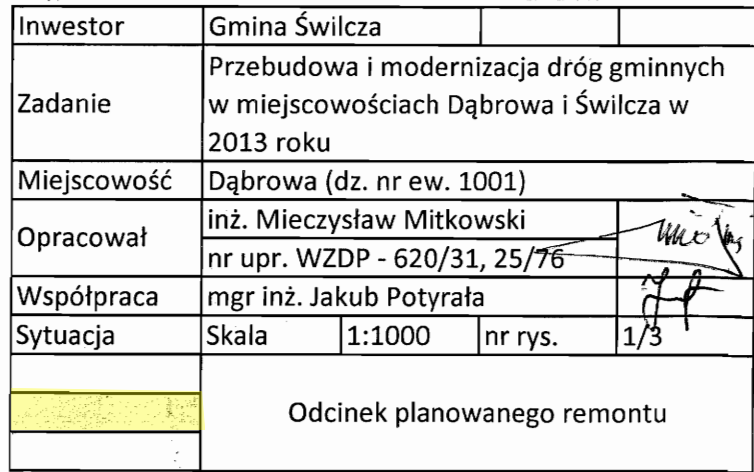 Inwestor Gmina Świlcza
Zadanie Przebudowa i modernizacja dróg gminnych
w miejscowościach Dąbrowa i Świlcza w
2013 roku
Miejscowość Dąbrowa (dz. nr ew. 1001)
Opracował inż. Mieczysław Mitkowski
nr upr. WZDP - 620/31, 25/76
Współpraca mgr inż. Jakub Potyrała
Sytuacja Skala 1:1000 nr rys. 1/3
Odcinek planowanego remontu